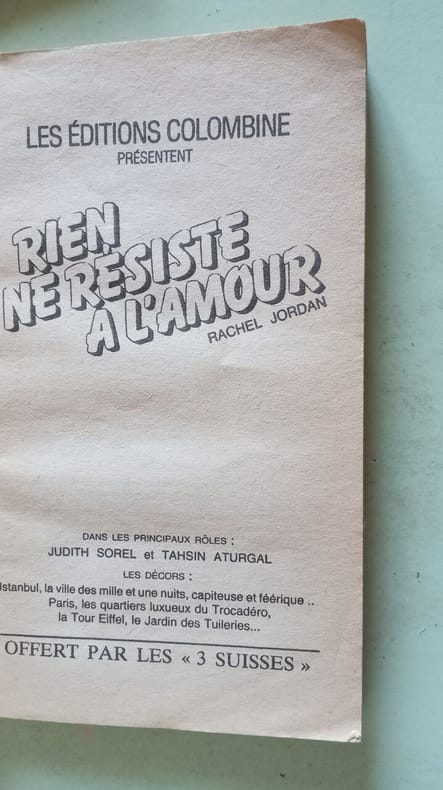 LES ÉDITIONS COLOMBINE
PRÉSENTENT
RIEN
NE RÉSISTE
A L'AMOUR
RACHEL JORDAN
DANS LES PRINCIPAUX RÔLES :
JUDITH SOREL et TAHSIN ATURGAL
LES DÉCORS :
Istanbul, la ville des mille et une nuits, capiteuse et féérique ..
Paris, les quartiers luxueux du Trocadéro,
la Tour Eiffel, le Jardin des Tuileries,..
OFFERT PAR LES « 3 SUISSES »